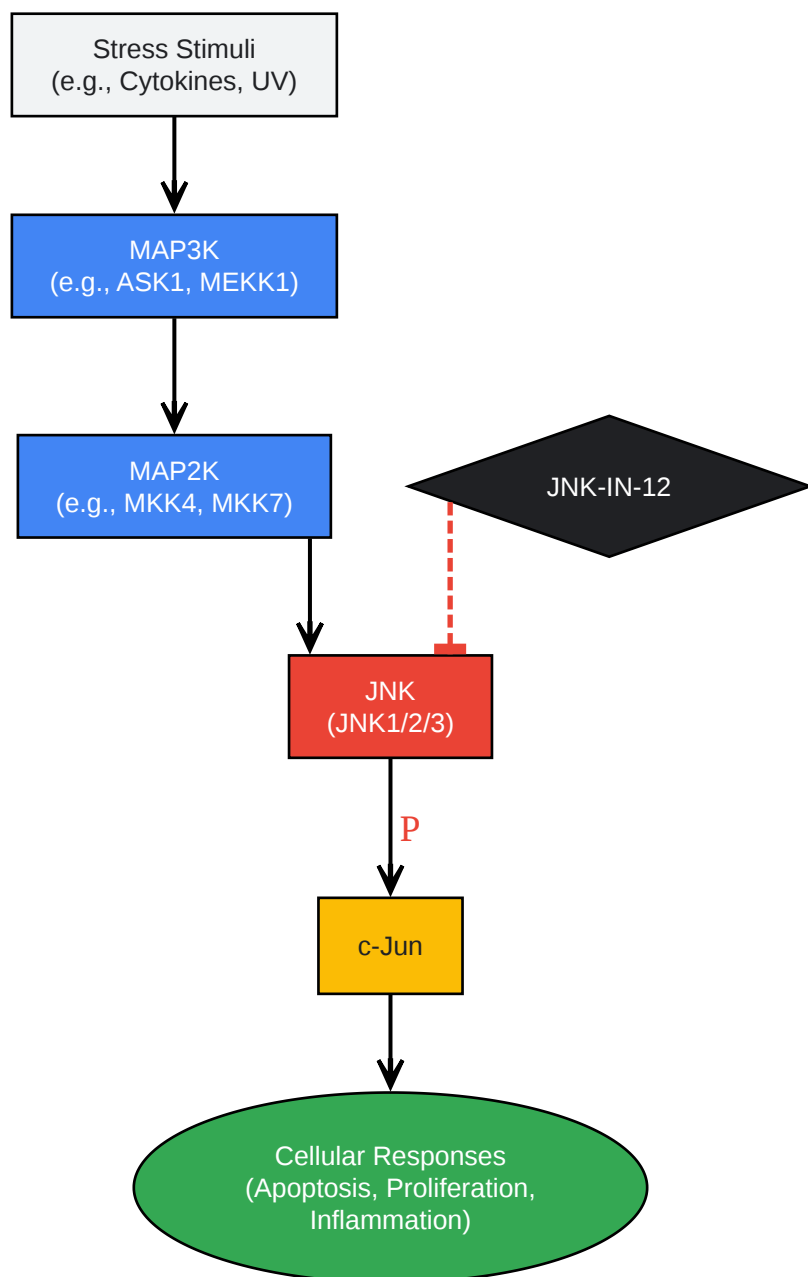 Stress Stimuli
(e.g., Cytokines, UV)
MAP3K
(e.g., ASK1, MEKK1)
MAP2K
(e.g., MKK4, MKK7)
JNK-IN-12
JNK
(JNK1/2/3)
P
c-Jun
Cellular Responses
(Apoptosis, Proliferation,
Inflammation)